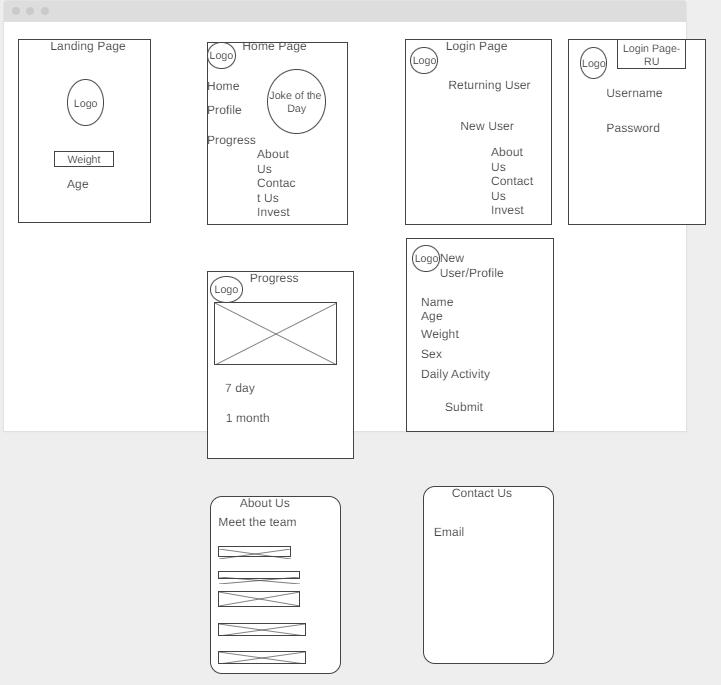 Landing Page
Logo
Weight
Age
Home Page
Logo
Home
Profile
Progress
Joke of the
Day
About
Us
Contac
t Us
Invest
Login Page
Logo
Returning User
New User
About
Us
Contact
Us
Invest
Login Page-
RU
Logo
Username
Password
Progress
Logo
7 day
1 month
Logo
New
User/Profile
Name
Age
Weight
Sex
Daily Activity
Submit
About Us
Meet the team
Contact Us
Email